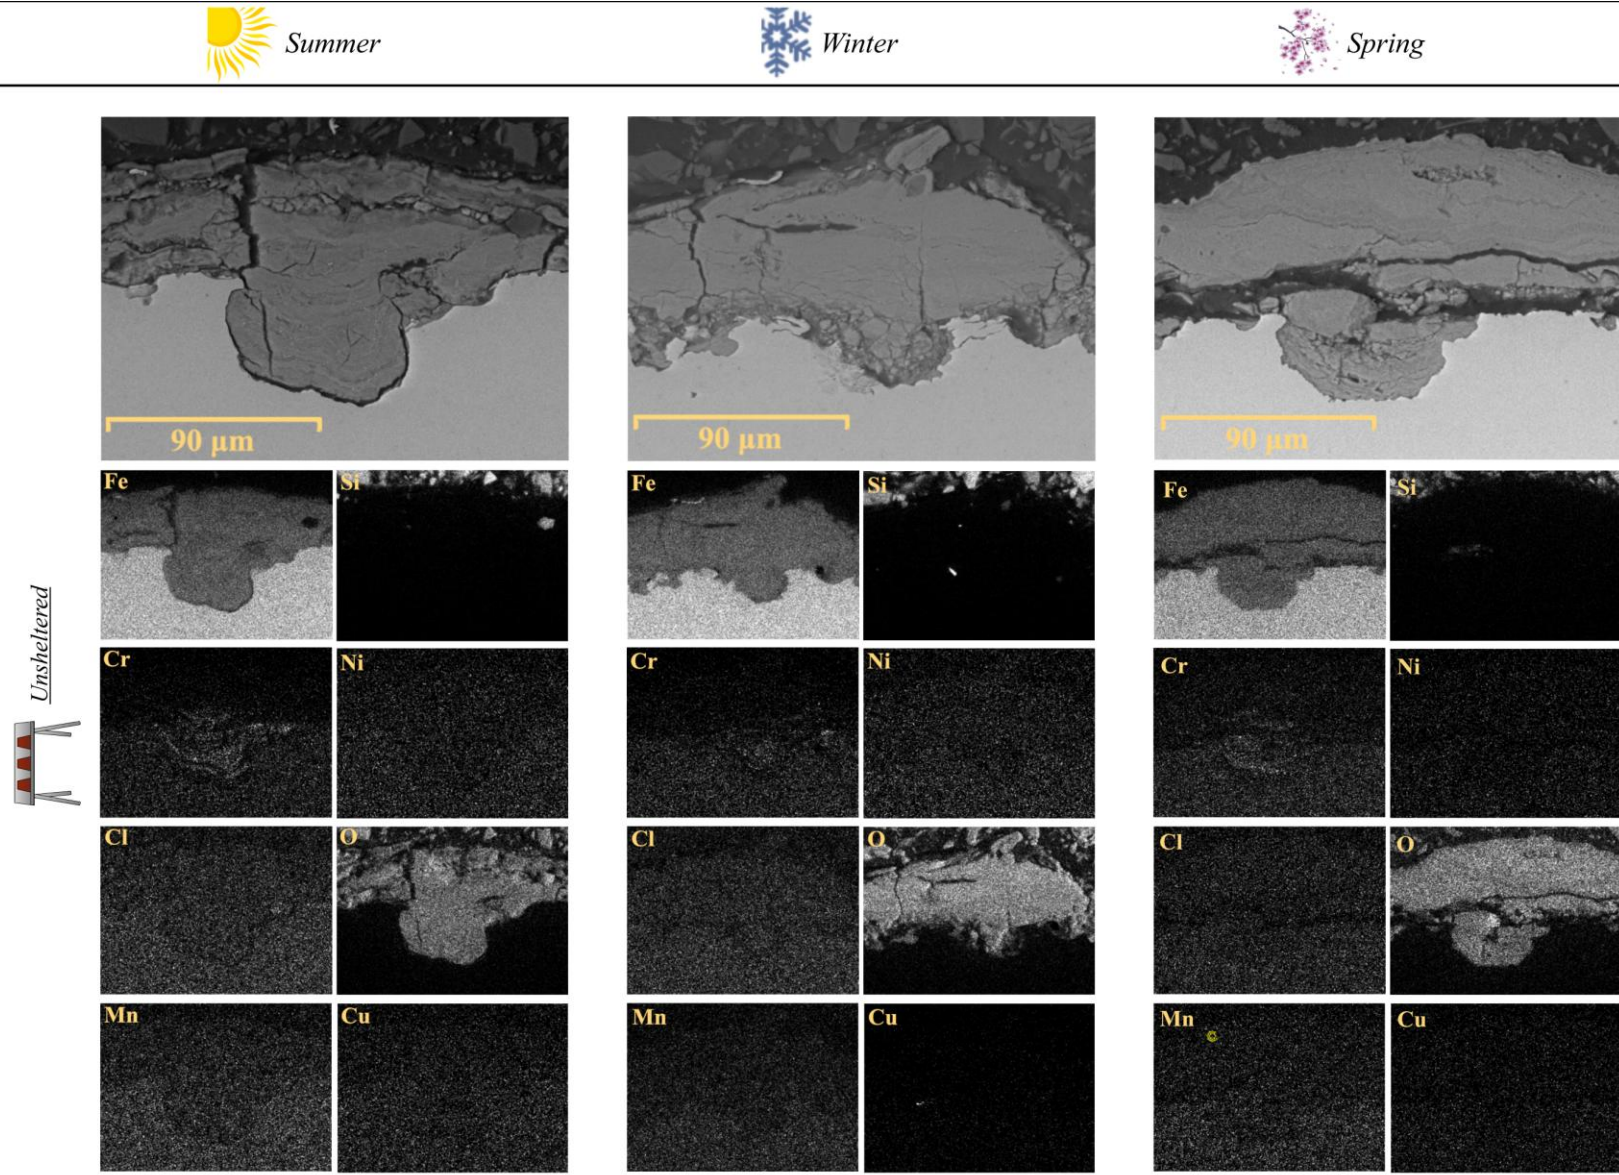 Summer Winter Spring
Unsheltered
90 µm 90 µm 90 µm
Fe Si Fe Si Fe Si
Cr Ni Cr Ni Cr Ni
Cl O Cl O Cl O
Mn Cu Mn Cu Mn Cu